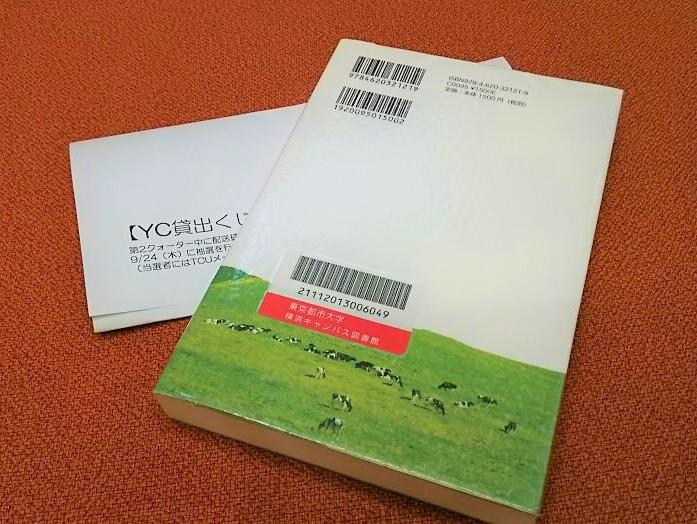 9784620321219
1920095015002
ISBN978-4-620-32121-9
C0095 ¥1500E
定価：本体1500円（税別）
21112013006049
東京都市大学
横浜キャンパス図書館
【YC貸出くじ
第2クォーター中に配送貸
9/24（木）に抽選を行
（当選者にはTCUメー